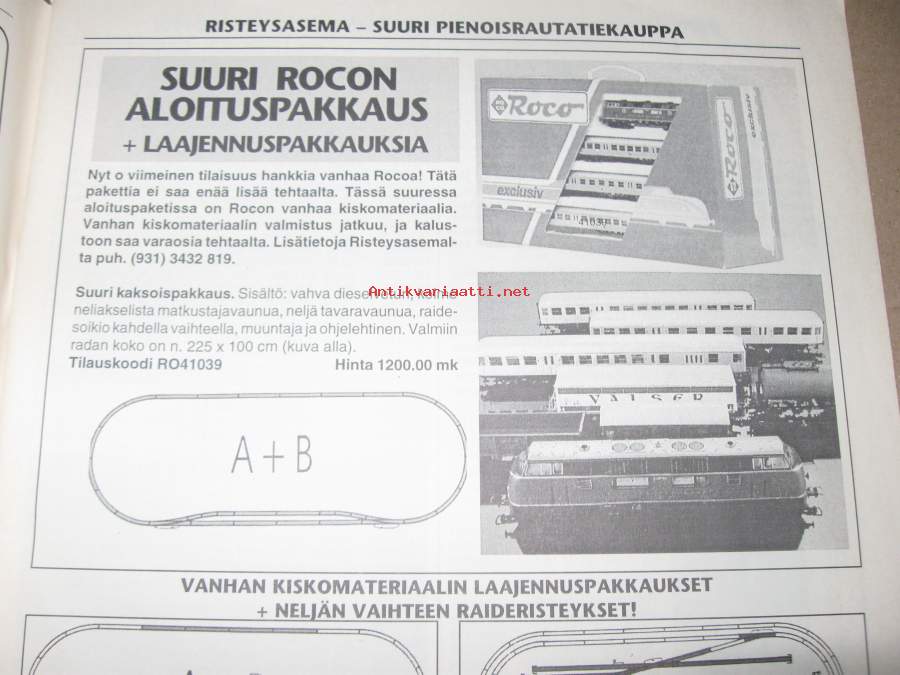 RISTEYSASEMA – SUURI PIENOISRAUTATIEKAUPPA
SUURI ROCON
ALOITUSPAKKAUS
+ LAAJENNUSPAKKAUKSIA
Nyt o viimeinen tilaisuus hankkia vanhaa Rocoa! Tätä
pakettia ei saa enää lisää tehtaalta. Tässä suuressa
aloituspaketissa on Rocon vanhaa kiskomateriaalia.
Vanhan kiskomateriaalin valmistus jatkuu, ja kalus-
toon saa varaosia tehtaalta. Lisätietoja Risteysasemal-
ta puh. (931) 3432 819.
Suuri kaksoispakkaus. Sisältö: vahva dieselveturi, kolme
neliakselista matkustajavaunua, neljä tavaravaunua, raide-
soikio kahdella vaihteella, muuntaja ja ohjelehtinen. Valmiin
radan koko on n. 225 x 100 cm (kuva alla).
Tilauskoodi RO41039 Hinta 1200.00 mk
A+B
Roco
exclusiv
41039
Roco
exclusiv
Antikvariaatti.net
VANHAN KISKOMATERIAALIN LAAJENNUSPAKKAUKSET
+ NELJÄN VAIHTEEN RAIDERISTEYKSET!